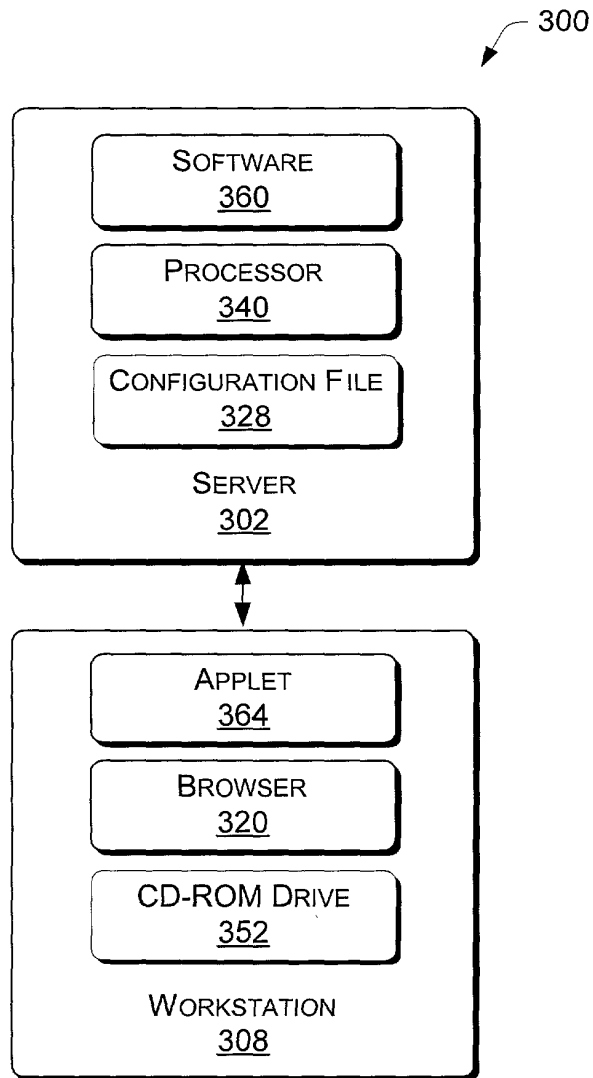 300
SOFTWARE
360
PROCESSOR
340
CONFIGURATION FILE
328
SERVER
302
APPLET
364
BROWSER
320
CD-ROM DRIVE
352
WORKSTATION
308